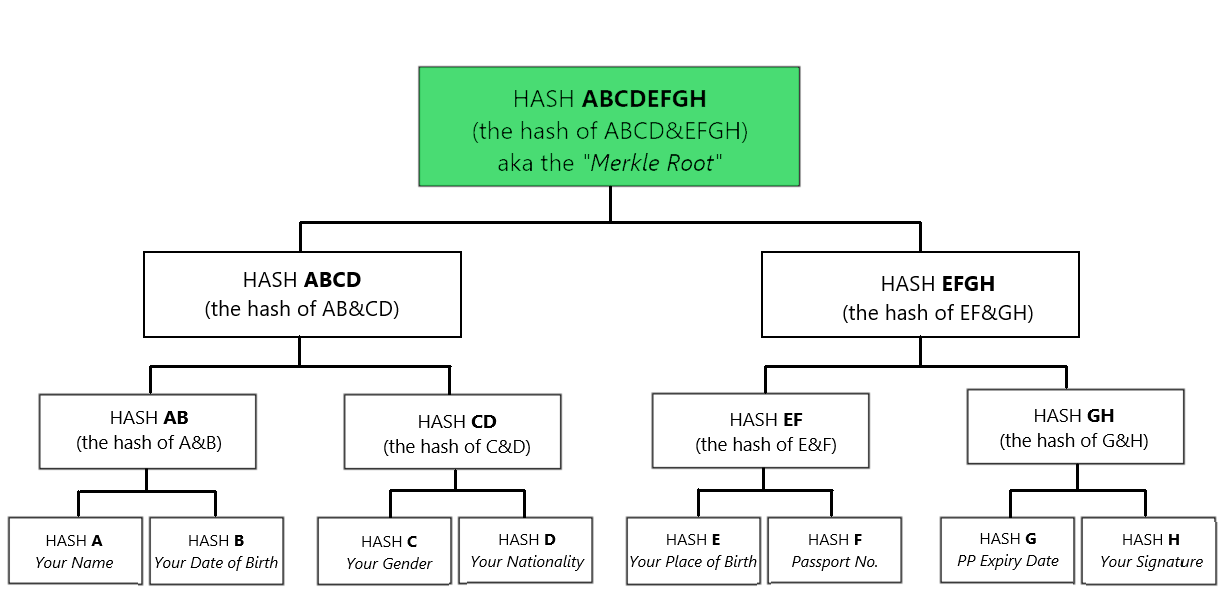 HASH ABCDEFGH
(the hash of ABCD&EFGH)
aka the "Merkle Root"
HASH ABCD
(the hash of AB&CD)
HASH EFGH
(the hash of EF&GH)
HASH AB
(the hash of A&B)
HASH CD
(the hash of C&D)
HASH EF
(the hash of E&F)
HASH GH
(the hash of G&H)
HASH A
Your Name
HASH B
Your Date of Birth
HASH C
Your Gender
HASH D
Your Nationality
HASH E
Your Place of Birth
HASH F
Passport No.
HASH G
PP Expiry Date
HASH H
Your Signature